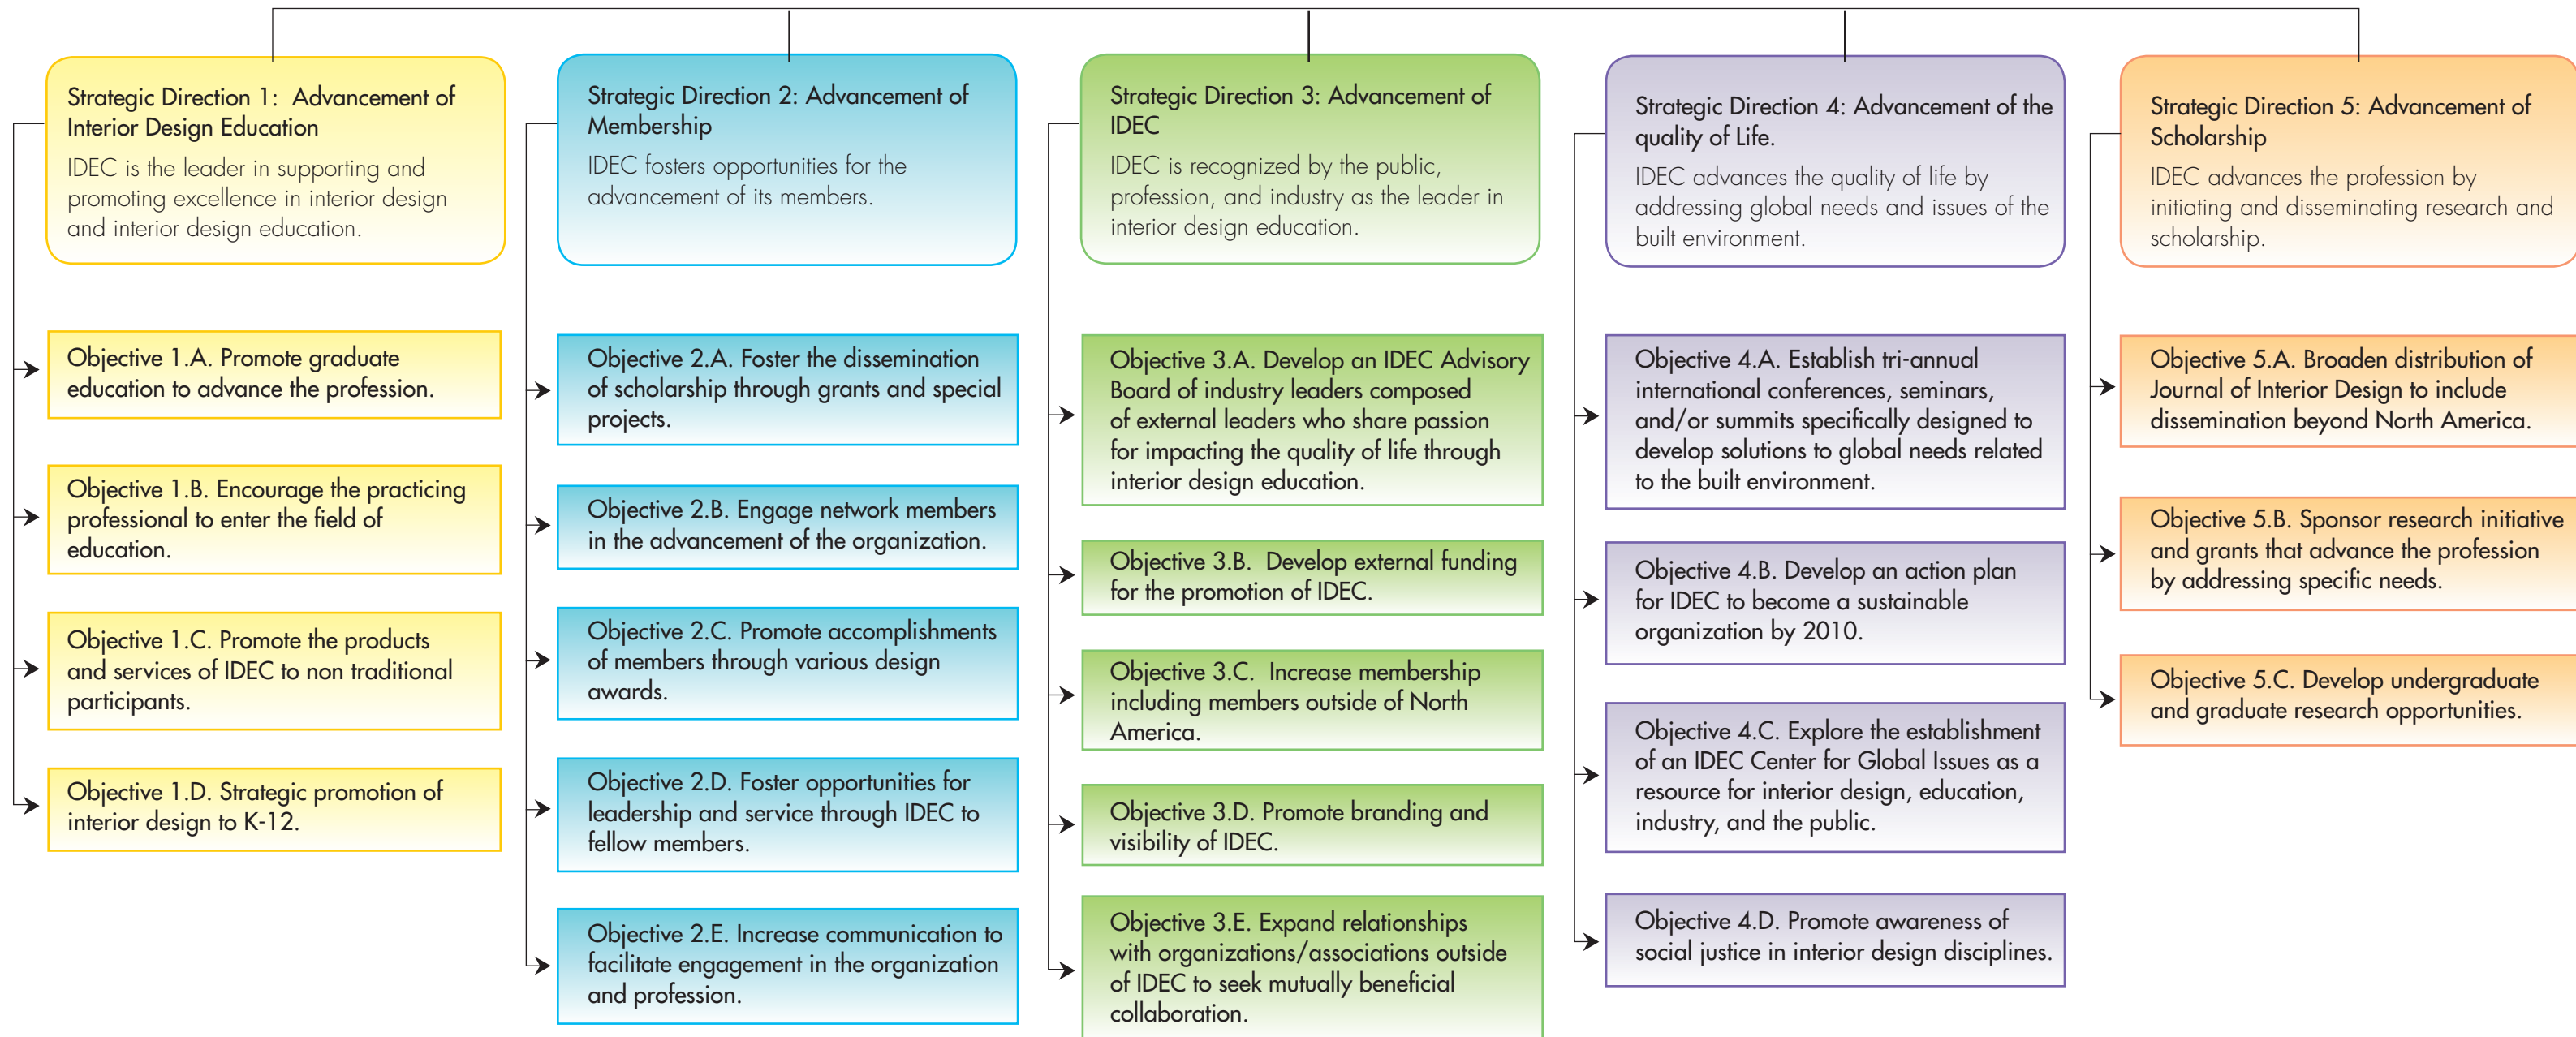 Strategic Direction 1:  Advancement of
Interior Design Education
IDEC is the leader in supporting and
promoting excellence in interior design
and interior design education.
Objective 1.A. Promote graduate
education to advance the profession.
Objective 1.B. Encourage the practicing
professional to enter the field of
education.
Objective 1.C. Promote the products
and services of IDEC to non traditional
participants.
Objective 1.D. Strategic promotion of
interior design to K-12.
Strategic Direction 2: Advancement of
Membership
IDEC fosters opportunities for the
advancement of its members.
Objective 2.A. Foster the dissemination
of scholarship through grants and special
projects.
Objective 2.B. Engage network members
in the advancement of the organization.
Objective 2.C. Promote accomplishments
of members through various design
awards.
Objective 2.D. Foster opportunities for
leadership and service through IDEC to
fellow members.
Objective 2.E. Increase communication to
facilitate engagement in the organization
and profession.
Strategic Direction 3: Advancement of
IDEC
IDEC is recognized by the public,
profession, and industry as the leader in
interior design education.
Objective 3.A. Develop an IDEC Advisory
Board of industry leaders composed
of external leaders who share passion
for impacting the quality of life through
interior design education.
Objective 3.B.  Develop external funding
for the promotion of IDEC.
Objective 3.C.  Increase membership
including members outside of North
America.
Objective 3.D. Promote branding and
visibility of IDEC.
Objective 3.E. Expand relationships
with organizations/associations outside
of IDEC to seek mutually beneficial
collaboration.
Strategic Direction 4: Advancement of the
quality of Life.
IDEC advances the quality of life by
addressing global needs and issues of the
built environment.
Objective 4.A. Establish tri-annual
international conferences, seminars,
and/or summits specifically designed to
develop solutions to global needs related
to the built environment.
Objective 4.B. Develop an action plan
for IDEC to become a sustainable
organization by 2010.
Objective 4.C. Explore the establishment
of an IDEC Center for Global Issues as a
resource for interior design, education,
industry, and the public.
Objective 4.D. Promote awareness of
social justice in interior design disciplines.
Strategic Direction 5: Advancement of
Scholarship
IDEC advances the profession by
initiating and disseminating research and
scholarship.
Objective 5.A. Broaden distribution of
Journal of Interior Design to include
dissemination beyond North America.
Objective 5.B. Sponsor research initiative
and grants that advance the profession
by addressing specific needs.
Objective 5.C. Develop undergraduate
and graduate research opportunities.